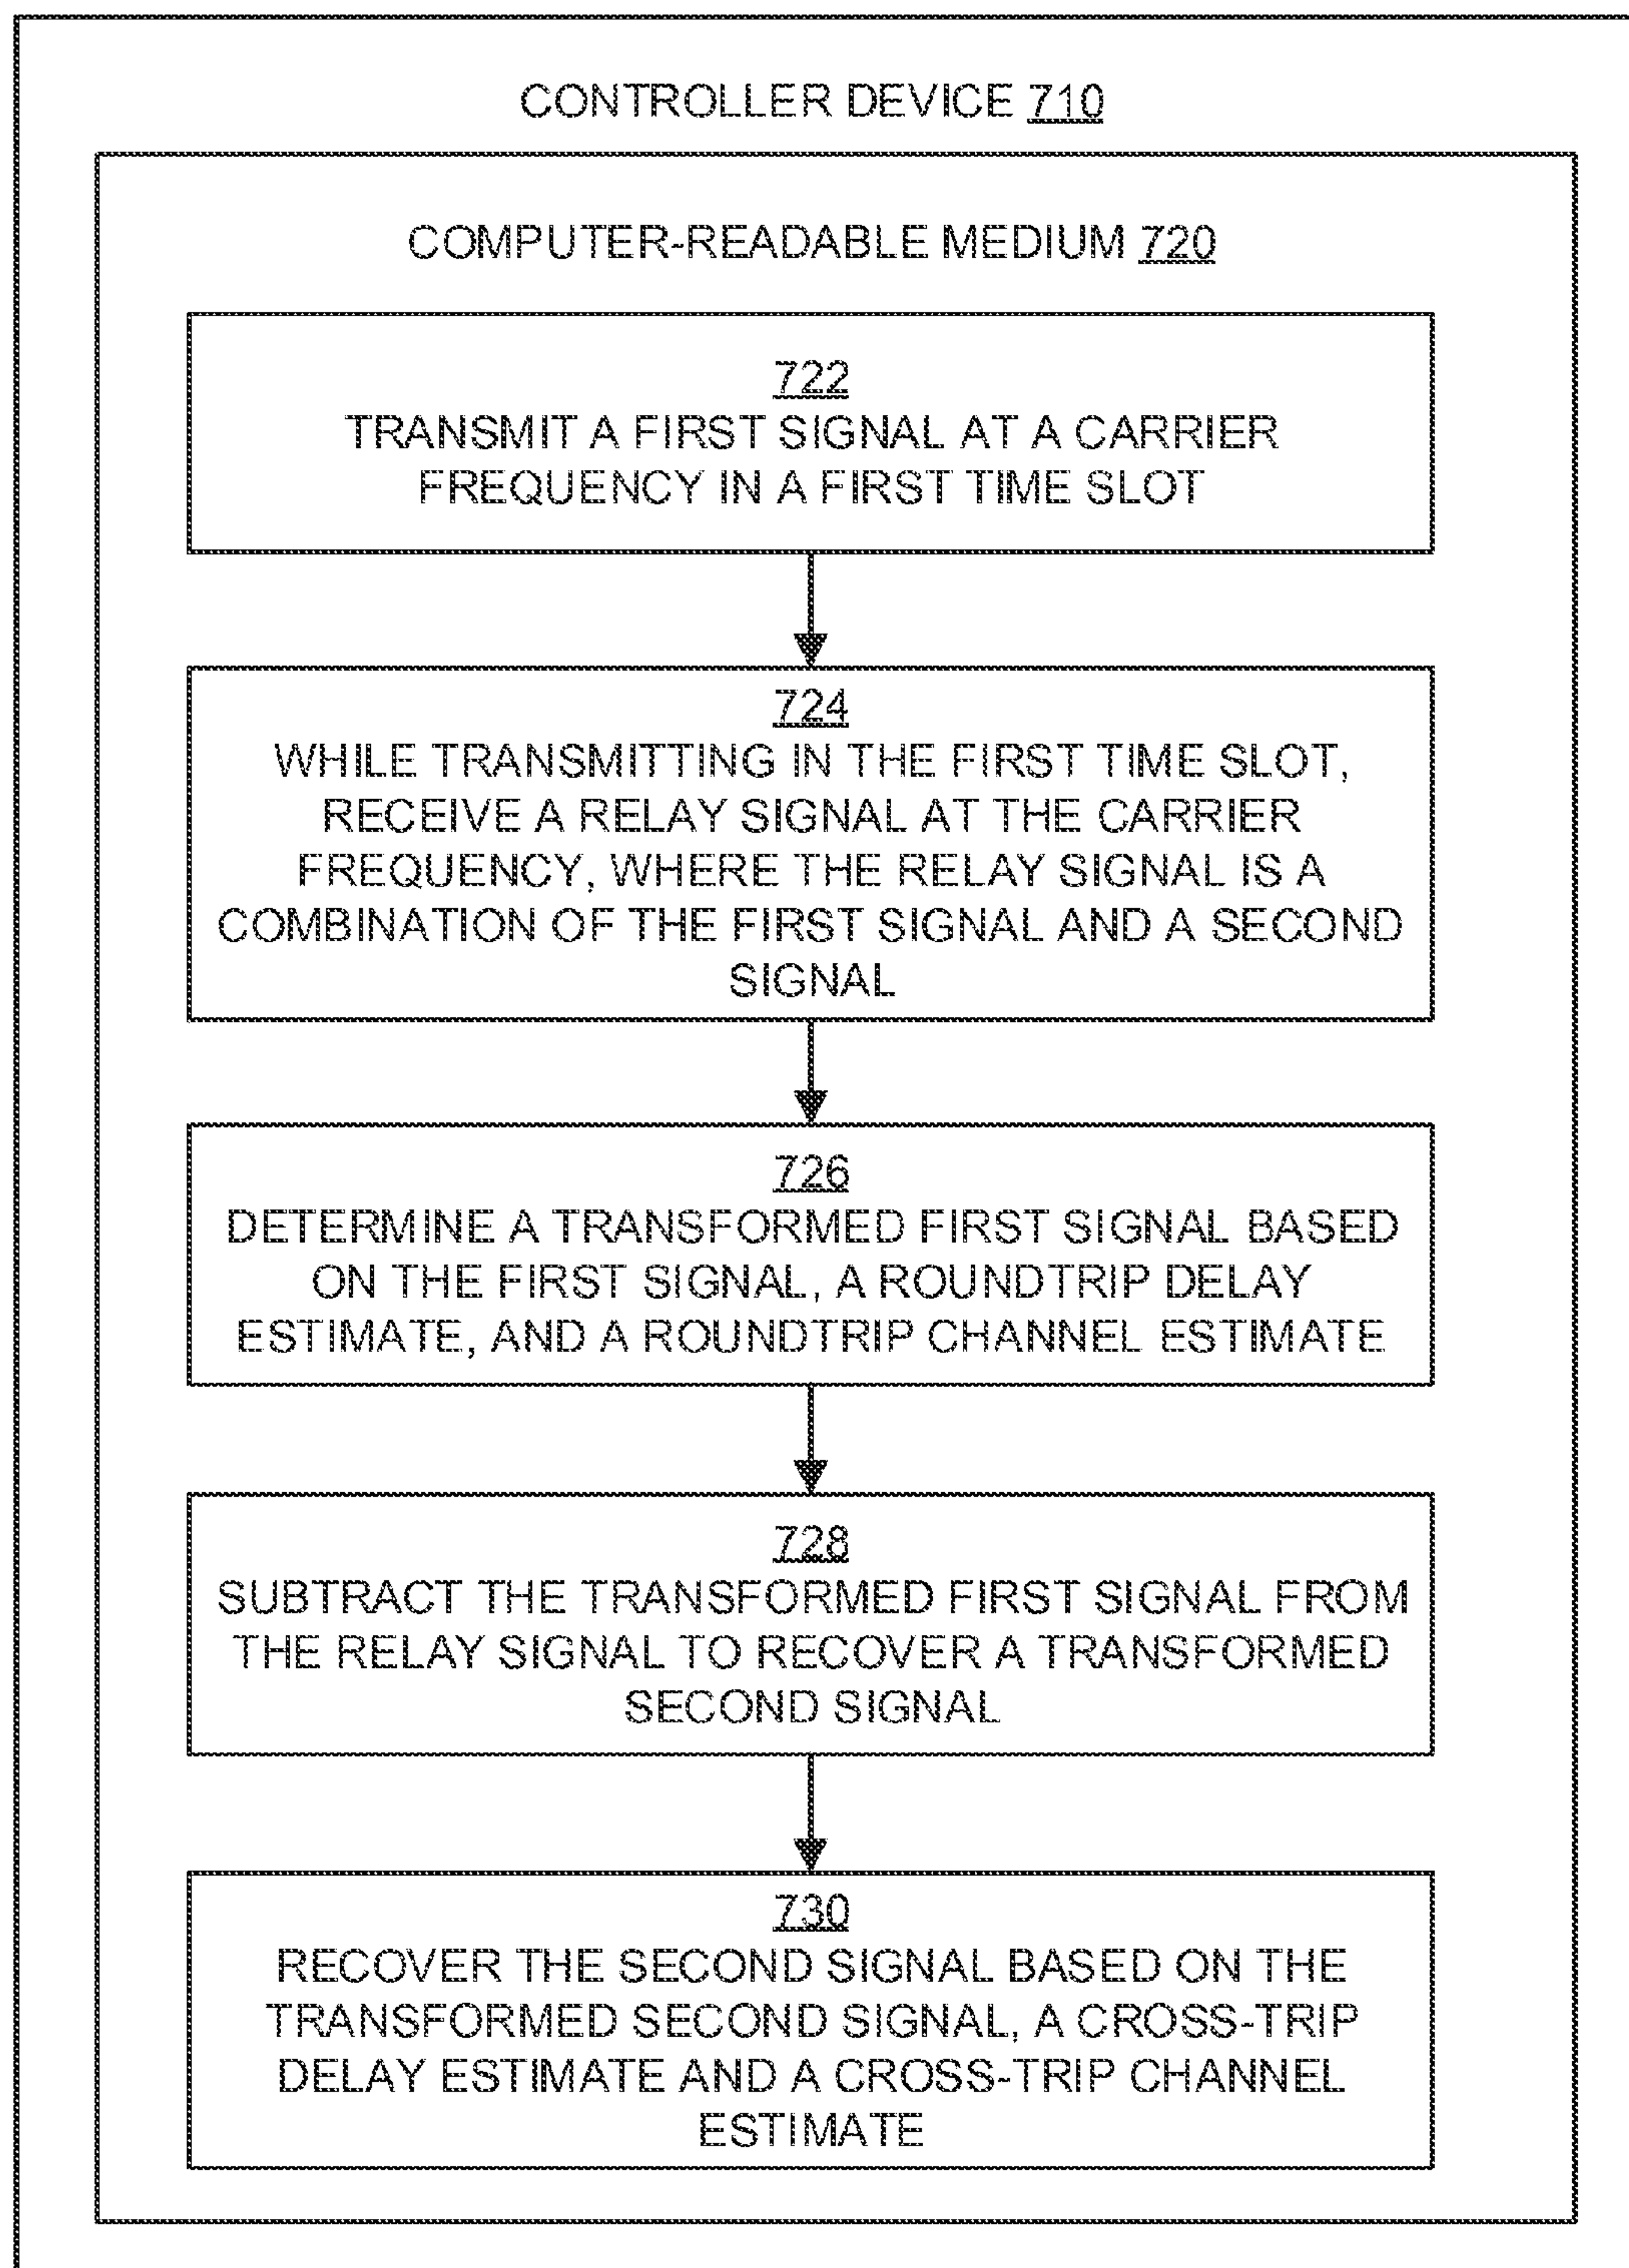 CONTROLLER DEVICE 710
COMPUTER-READABLE MEDIUM 720
722
TRANSMIT A FIRST SIGNAL AT A CARRIER
FREQUENCY IN A FIRST TIME SLOT
724
WHILE TRANSMITTING IN THE FIRST TIME SLOT,
RECEIVE A RELAY SIGNAL AT THE CARRIER
FREQUENCY, WHERE THE RELAY SIGNAL IS A
COMBINATION OF THE FIRST SIGNAL AND A SECOND
SIGNAL
726
DETERMINE A TRANSFORMED FIRST SIGNAL BASED
ON THE FIRST SIGNAL, A ROUNDTRIP DELAY
ESTIMATE, AND A ROUNDTRIP CHANNEL ESTIMATE
728
SUBTRACT THE TRANSFORMED FIRST SIGNAL FROM
THE RELAY SIGNAL TO RECOVER A TRANSFORMED
SECOND SIGNAL
730
RECOVER THE SECOND SIGNAL BASED ON THE
TRANSFORMED SECOND SIGNAL, A CROSS-TRIP
DELAY ESTIMATE AND A CROSS-TRIP CHANNEL
ESTIMATE